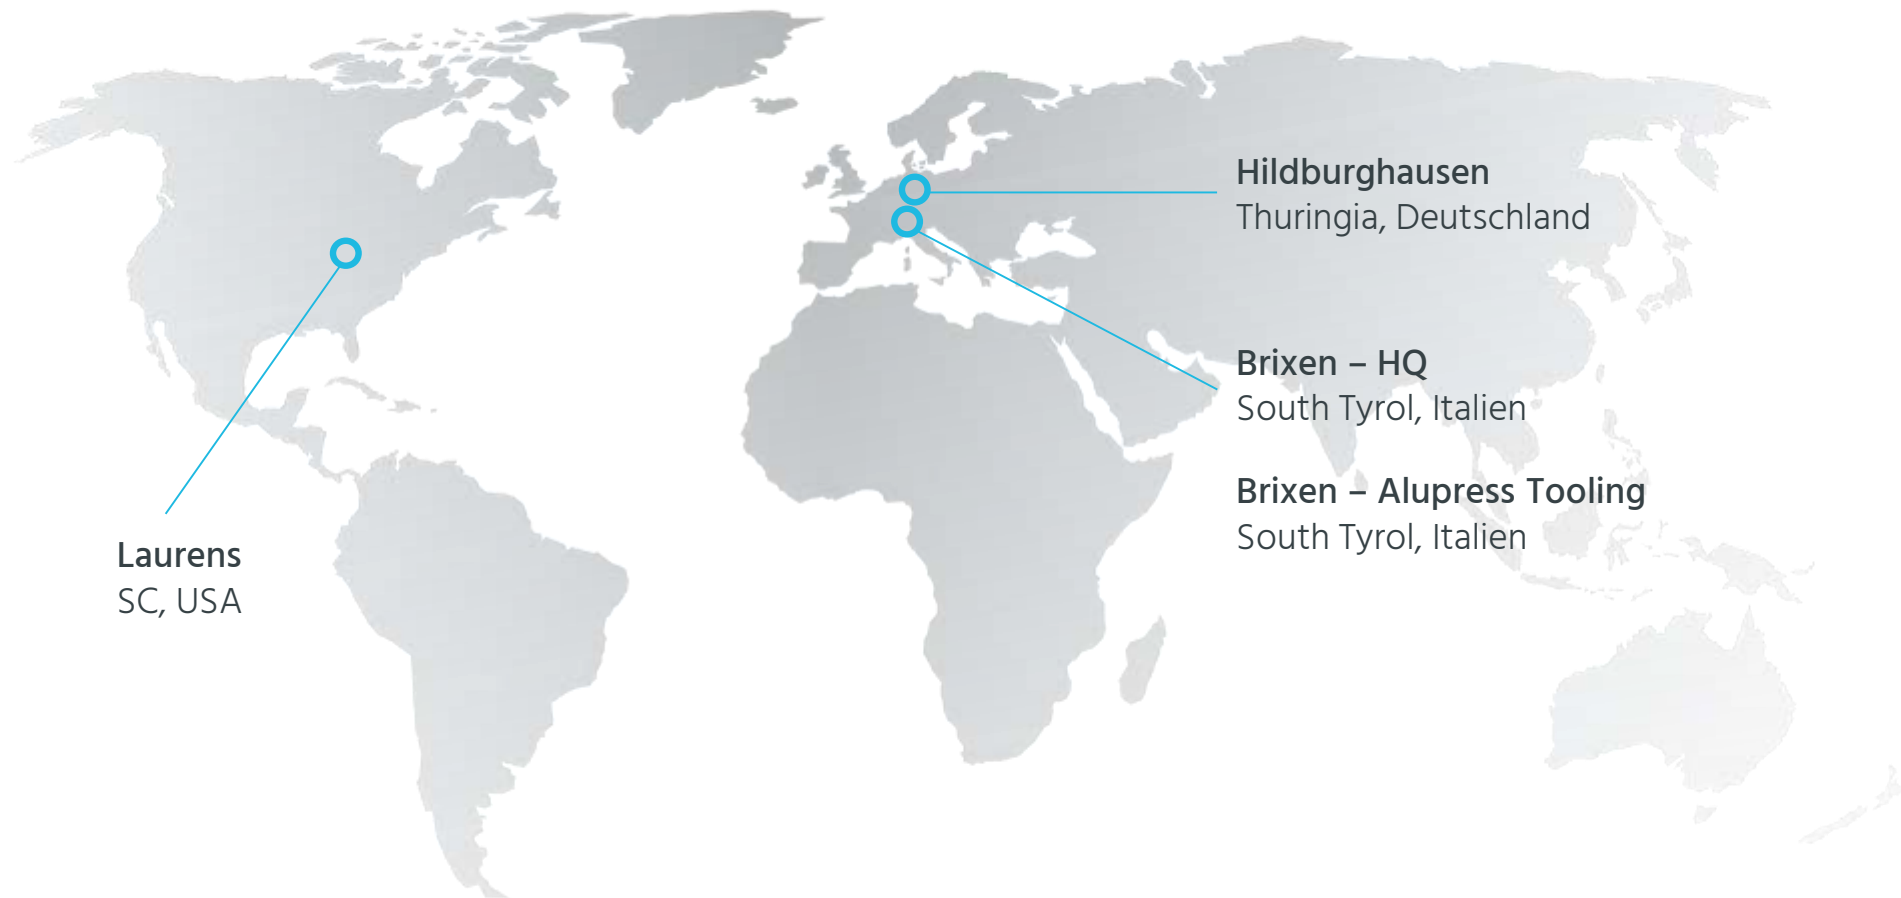 Hildburghausen
Thuringia, Deutschland
Brixen – HQ
South Tyrol, Italien
Brixen – Alupress Tooling
South Tyrol, Italien
Laurens
SC, USA